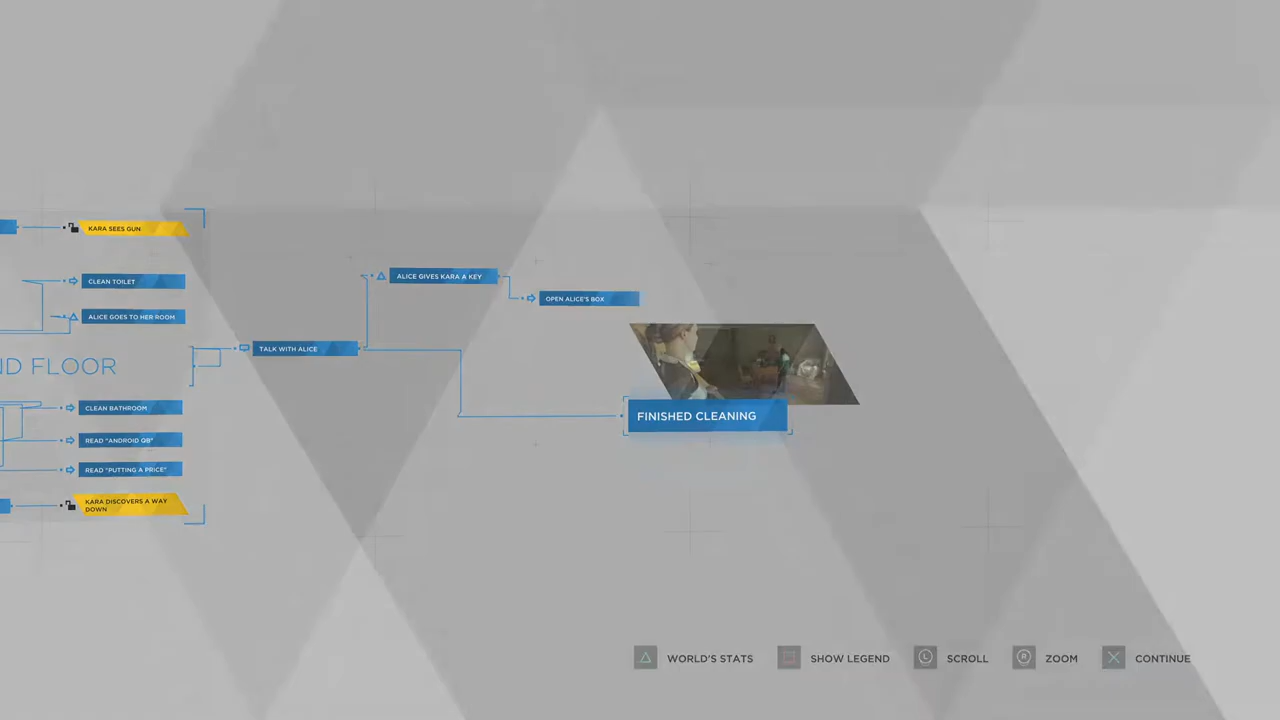 KARA SEES GUN
CLEAN TOILET
ALICE GOES TO HER ROOM
ND FLOOR
CLEAN BATHROOM
READ "ANDROID QB"
READ "PUTTING A PRICE"
KARA DISCOVERS A WAY
DOWN
TALK WITH ALICE
ALICE GIVES KARA A KEY
OPEN ALICE'S BOX
FINISHED CLEANING
WORLD'S STATS
SHOW LEGEND
L
SCROLL
R
ZOOM
CONTINUE